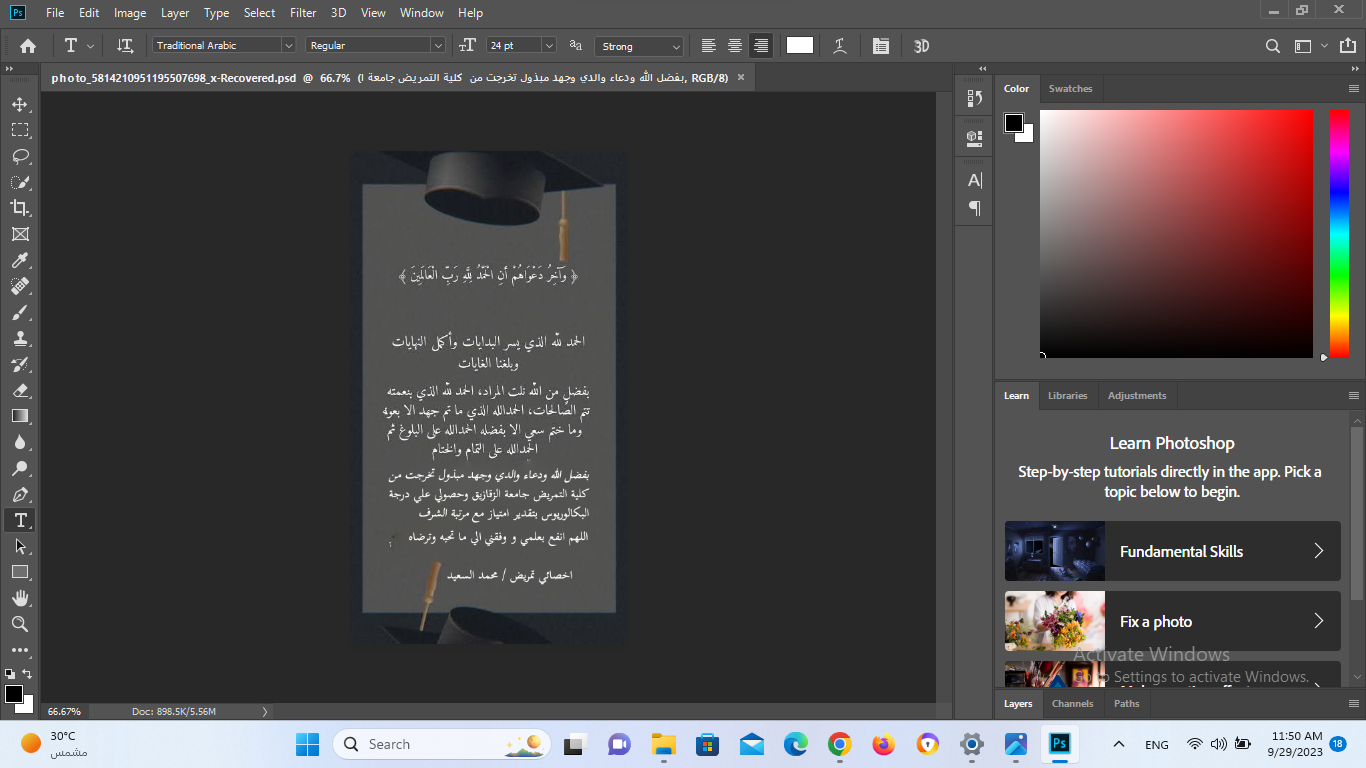 File Edit Image Layer Type Select Filter 3D View Window Help
Traditional Arabic Regular 24 pt Strong 3D
photo_5814210951195507698_x-Recovered.psd @ 66.7% (بفضل الله ودعاء والدي وجهد مبذول تخرجت من كلية التمريض جامعة ا, RGB/8)
﴿ وَآخِرُ دَعْوَاهُمْ أَنِ الْحَمْدُ لِلَّهِ رَبِّ الْعَالَمِينَ ﴾
الحمد لله الذي يسر البدايات وأكمل النهايات
وبلغنا الغايات
بفضلٍ من الله نلت المراد، الحمد لله الذي بنعمته
تتم الصالحات، الحمدالله الذي ما تم جهد الا بعونه
وما ختم سعي الا بفضله الحمدالله على البلوغ ثم
الحمدالله على التمام والختام
بفضل الله ودعاء والدي وجهد مبذول تخرجت من
كلية التمريض جامعة الزقازيق وحصولي علي درجة
البكالوريوس بتقدير امتياز مع مرتبة الشرف
اللهم انفع بعلمي و وفقني الي ما تحبه وترضاه
اخصائي تمريض / محمد السعيد
Color Swatches
Learn Libraries Adjustments
Learn Photoshop
Step-by-step tutorials directly in the app. Pick a
topic below to begin.
Fundamental Skills
Fix a photo
Activate Windows
Go to Settings to activate Windows.
Layers Channels Paths
66.67% Doc: 898.5K/5.56M
30°C
مشمس
Search
ENG
11:50 AM
9/29/2023
18